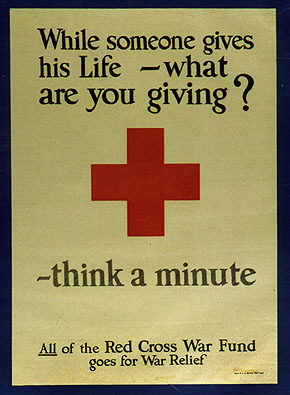 While someone gives
his Life – what
are you giving?
-think a minute
All of the Red Cross War Fund
goes for War Relief